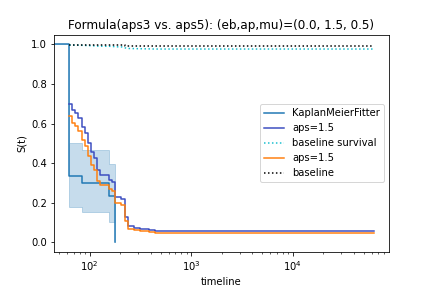 Formula(aps3 vs. aps5): (eb,ap,mu)=(0.0, 1.5, 0.5)
1.0
0.8
0.6
0.4
0.2
0.0
S(t)
KaplanMeierFitter
aps=1.5
baseline survival
aps=1.5
baseline
10²
10³
10⁴
timeline